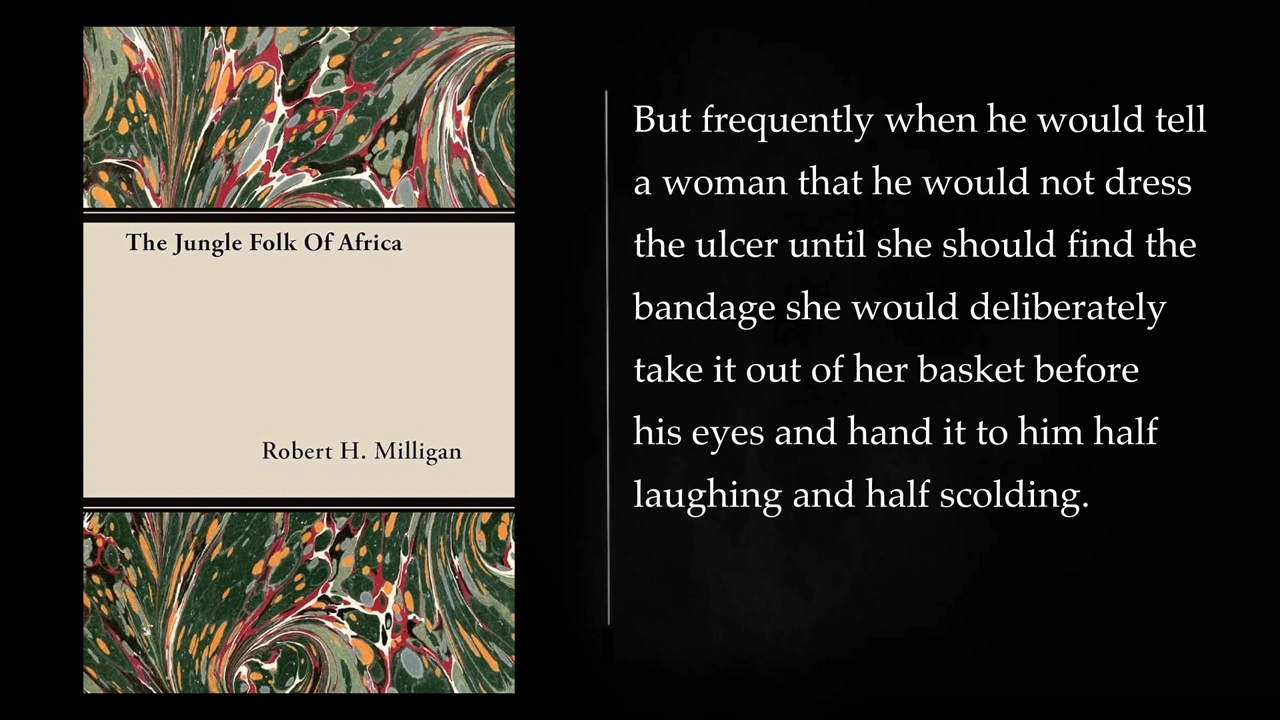 The Jungle Folk Of Africa
Robert H. Milligan
But frequently when he would tell
a woman that he would not dress
the ulcer until she should find the
bandage she would deliberately
take it out of her basket before
his eyes and hand it to him half
laughing and half scolding.